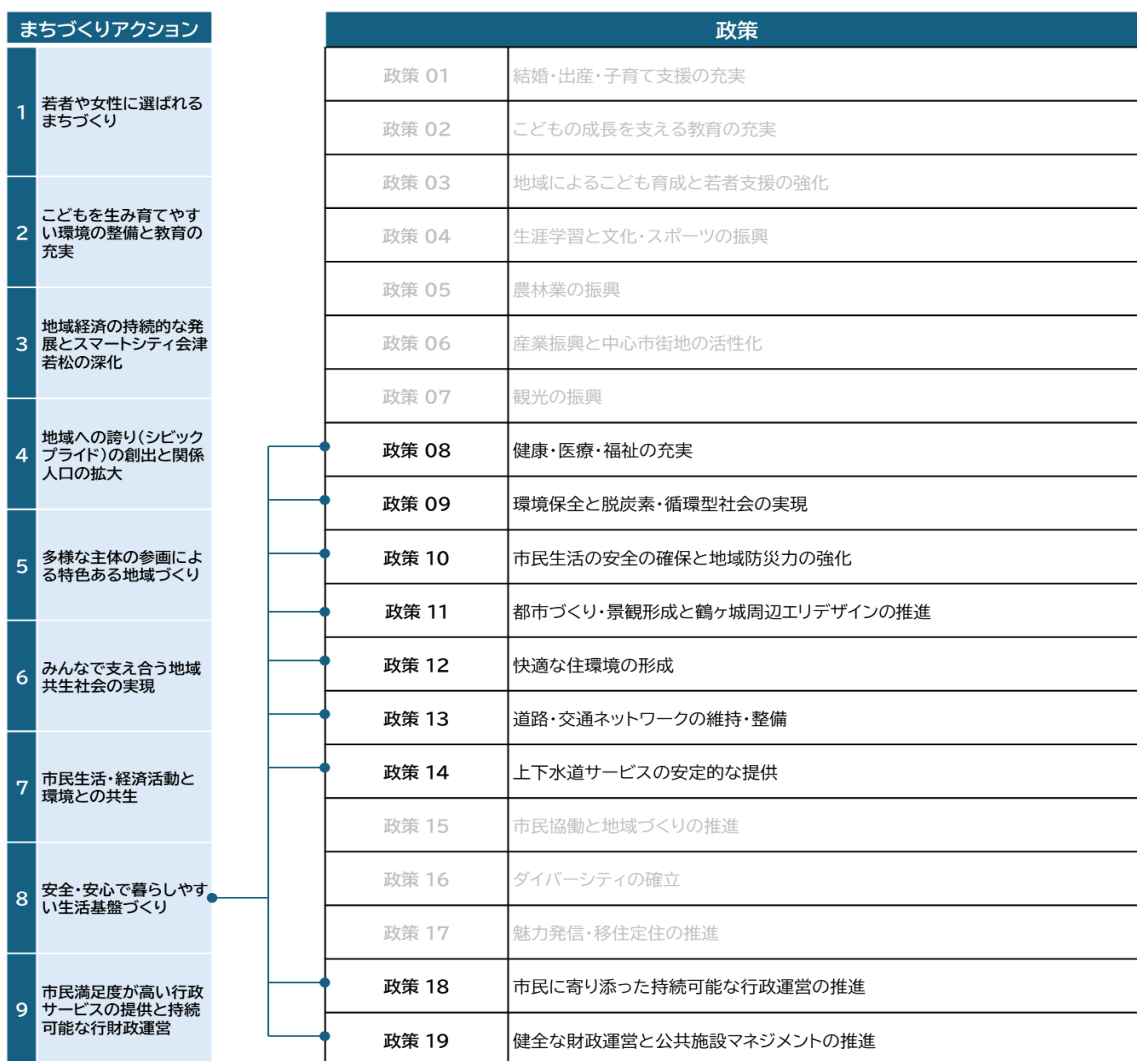 まちづくりアクション
1
若者や女性に選ばれる
まちづくり
2
こどもを生み育てやす
い環境の整備と教育の
充実
3
地域経済の持続的な発
展とスマートシティ会津
若松の深化
4
地域への誇り(シビック
プライド)の創出と関係
人口の拡大
5
多様な主体の参画によ
る特色ある地域づくり
6
みんなで支え合う地域
共生社会の実現
7
市民生活・経済活動と
環境との共生
8
安全・安心で暮らしやす
い生活基盤づくり
9
市民満足度が高い行政
サービスの提供と持続
可能な行財政運営
政策
政策 01 結婚・出産・子育て支援の充実
政策 02 こどもの成長を支える教育の充実
政策 03 地域によるこども育成と若者支援の強化
政策 04 生涯学習と文化・スポーツの振興
政策 05 農林業の振興
政策 06 産業振興と中心市街地の活性化
政策 07 観光の振興
政策 08 健康・医療・福祉の充実
政策 09 環境保全と脱炭素・循環型社会の実現
政策 10 市民生活の安全の確保と地域防災力の強化
政策 11 都市づくり・景観形成と鶴ヶ城周辺エリデザインの推進
政策 12 快適な住環境の形成
政策 13 道路・交通ネットワークの維持・整備
政策 14 上下水道サービスの安定的な提供
政策 15 市民協働と地域づくりの推進
政策 16 ダイバーシティの確立
政策 17 魅力発信・移住定住の推進
政策 18 市民に寄り添った持続可能な行政運営の推進
政策 19 健全な財政運営と公共施設マネジメントの推進